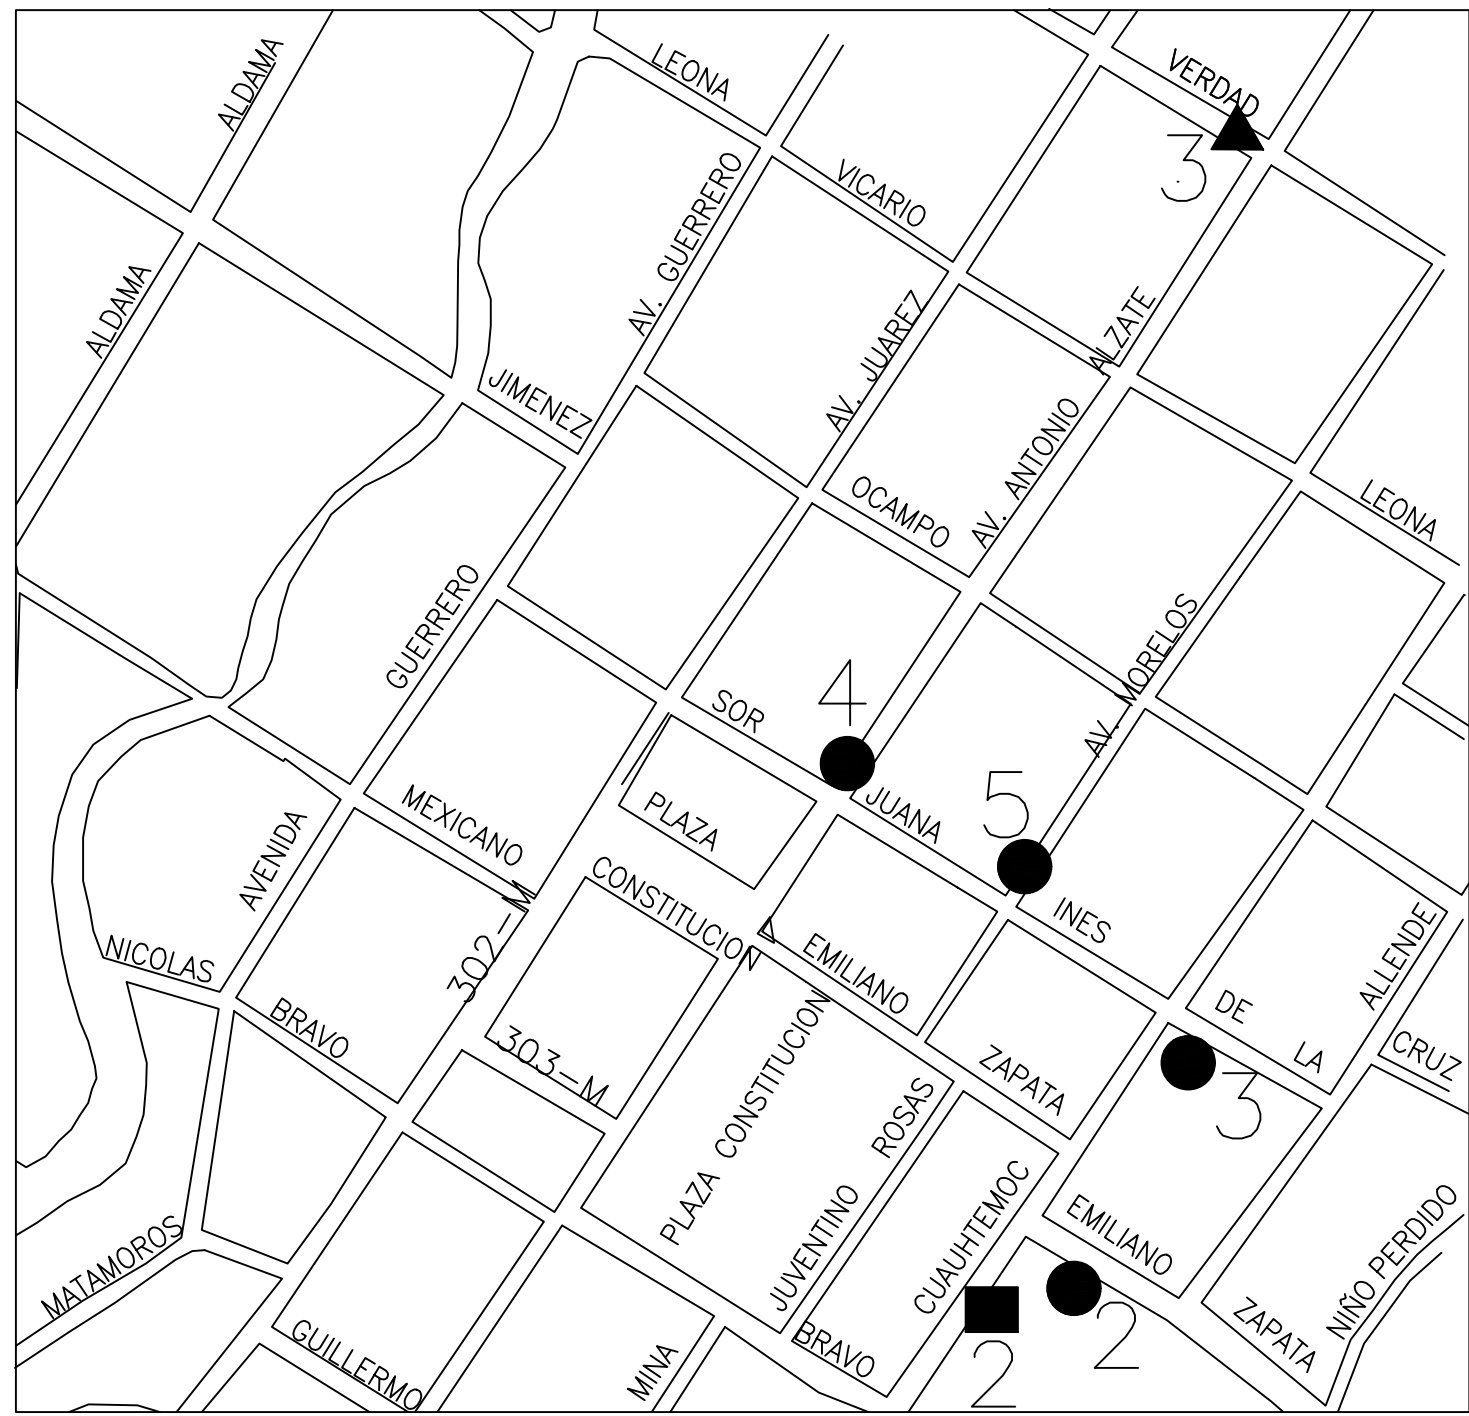 ALDAMA
LEONA
VERDAD
3
VICARIO
AV. GUERRERO
ALDAMA
AV. JUAREZ
ALZATE
JIMENEZ
AV. ANTONIO
OCAMPO
LEONA
GUERRERO
AV. MORELOS
SOR
4
JUANA
5
PLAZA
MEXICANO
AVENIDA
CONSTITUCION
INES
ALLENDE
NICOLAS
302-M
EMILIANO
DE
LA
CRUZ
BRAVO
303-M
PLAZA CONSTITUCION
ZAPATA
3
ROSAS
JUVENTINO
CUAUHTEMOC
EMILIANO
NIÑO PERDIDO
MATAMOROS
2
ZAPATA
GUILLERMO
MINA
BRAVO
2